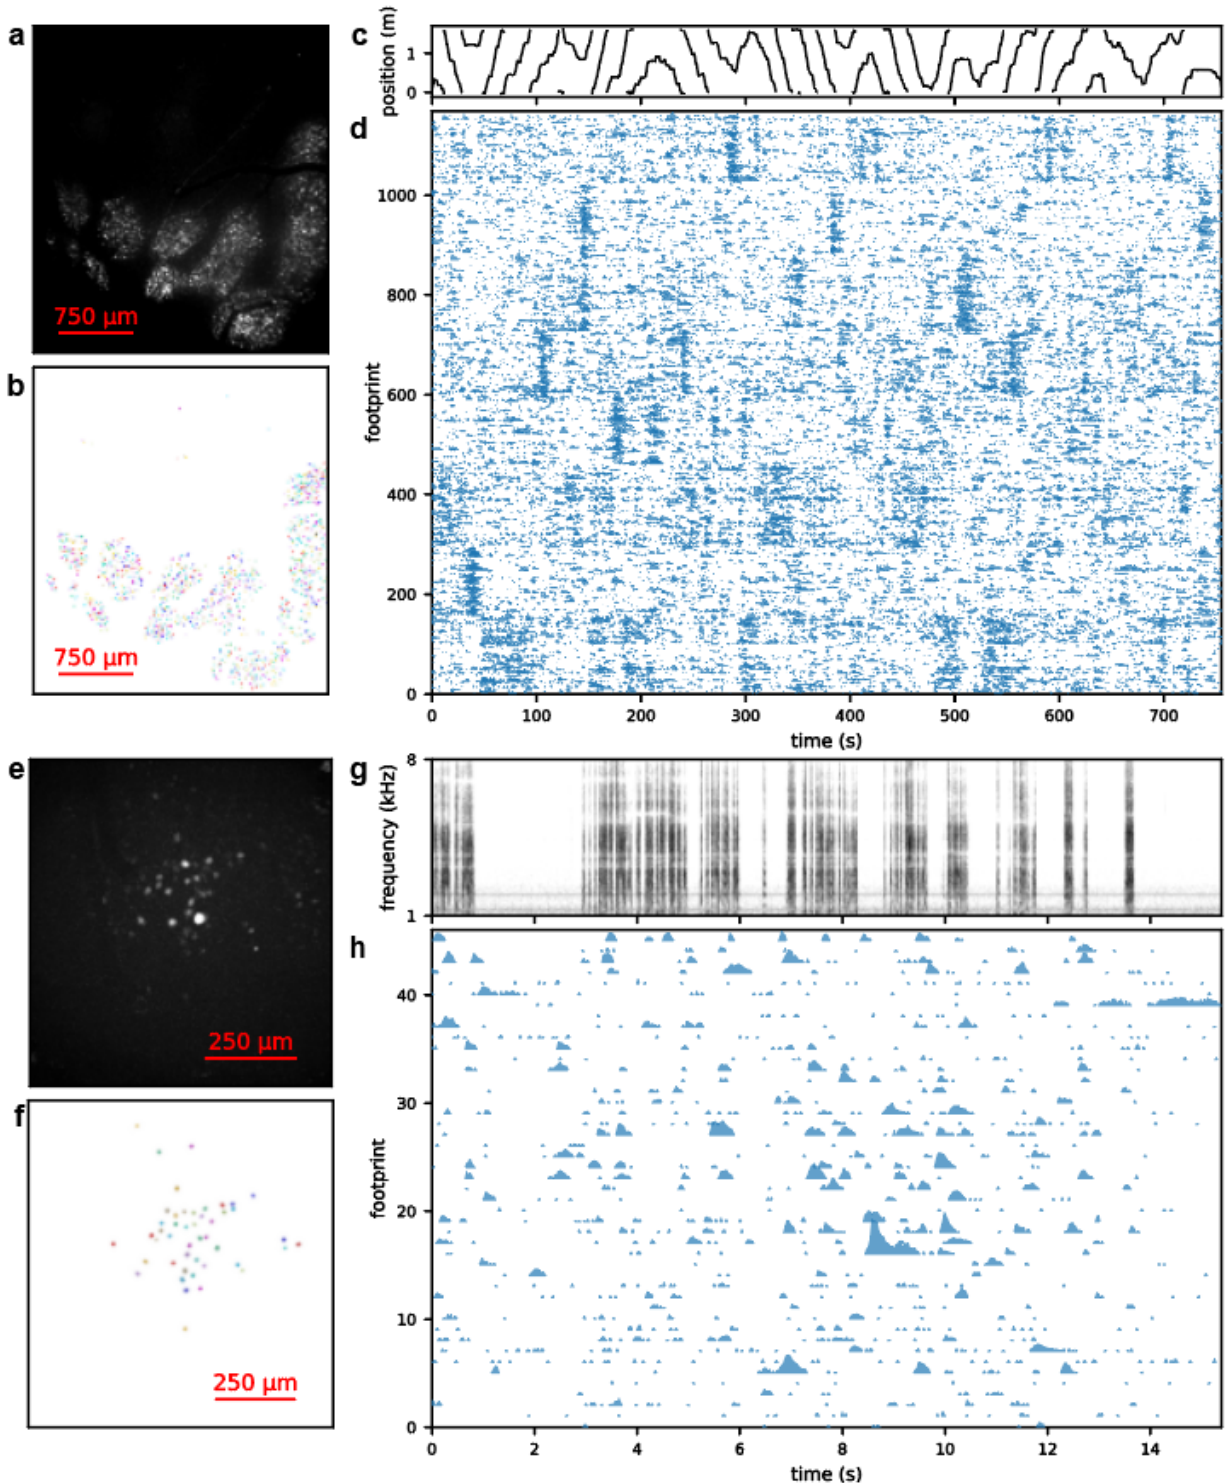 a
750 μm
b
750 μm
c
position (m)
1
0
d
footprint
1000
800
600
400
200
0
0 100 200 300 400 500 600 700
time (s)
e
250 μm
f
250 μm
g
frequency (kHz)
8
1
h
footprint
40
30
20
10
0
0 2 4 6 8 10 12 14
time (s)